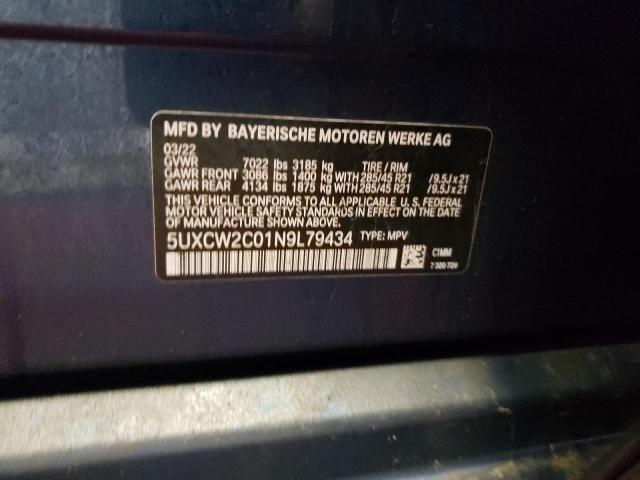 MFD BY BAYERISCHE MOTOREN WERKE AG
03/22
GVWR 7022 lbs 3185 kg TIRE / RIM
GAWR FRONT 3086 lbs 1400 kg WITH 285/45 R21 /9.5J x 21
GAWR REAR 4134 lbs 1875 kg WITH 285/45 R21 /9.5J x 21
THIS VEHICLE CONFORMS TO ALL APPLICABLE U.S. FEDERAL
MOTOR VEHICLE SAFETY STANDARDS IN EFFECT ON THE DATE
OF MANUFACTURE SHOWN ABOVE.
5UXCW2C01N9L79434 TYPE: MPV
C1MM
7 320 726